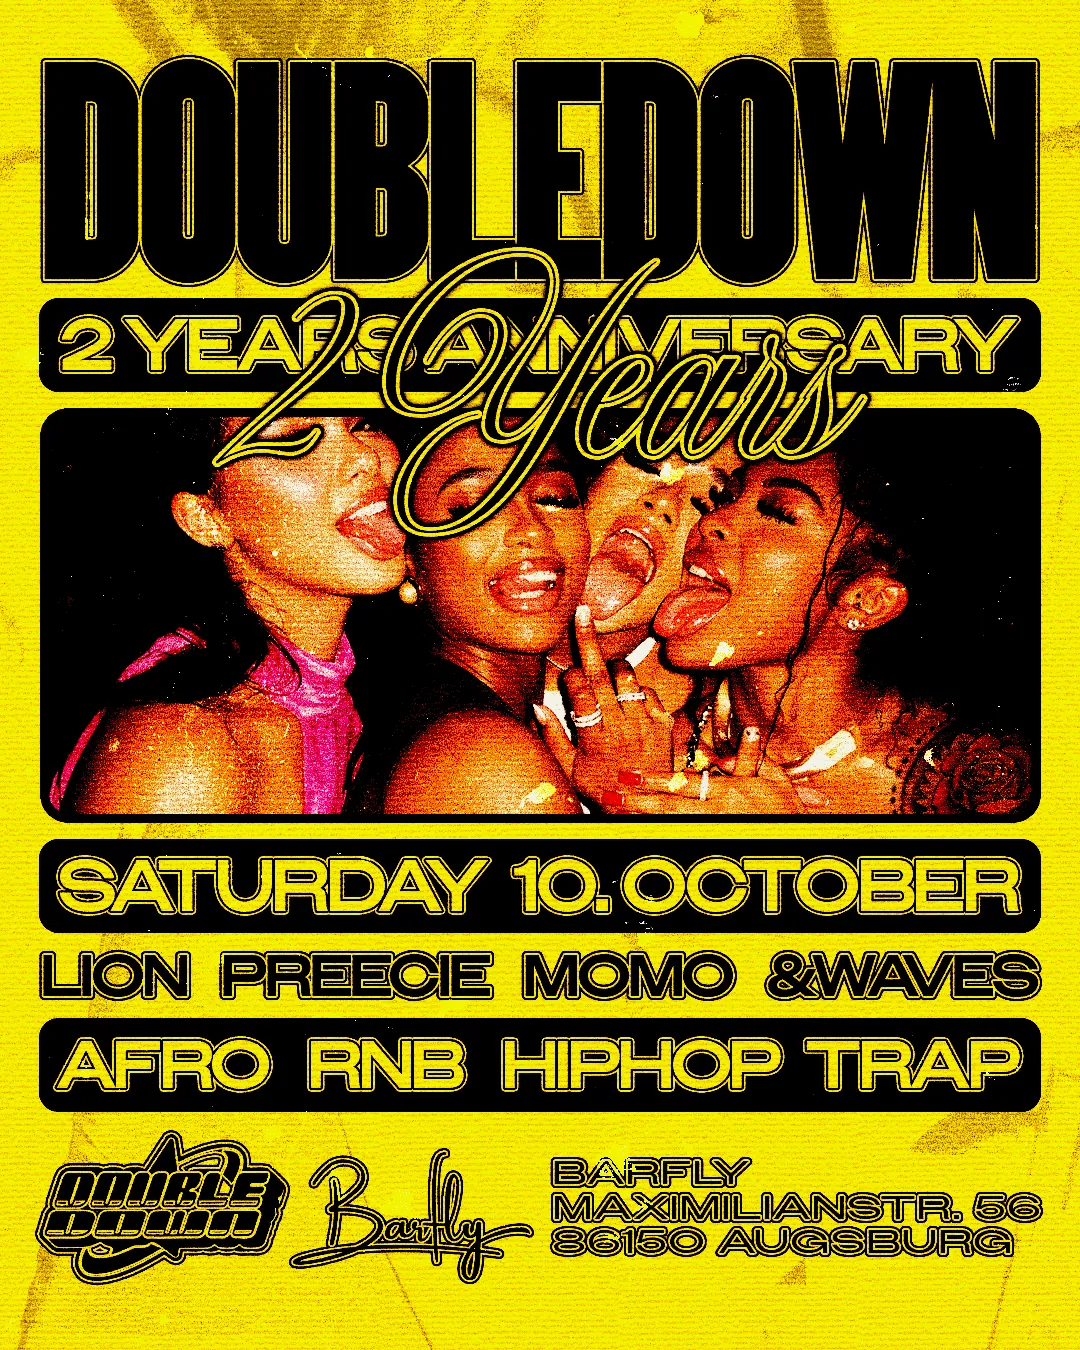 DOUBLEDOWN
2 YEARS ANNIVERSARY
2 Years
SATURDAY 10. OCTOBER
LION PREECIE MOMO &WAVES
AFRO RNB HIPHOP TRAP
DOUBLE
DOWN
Barfly
BARFLY
MAXIMILIANSTR. 56
86150 AUGSBURG